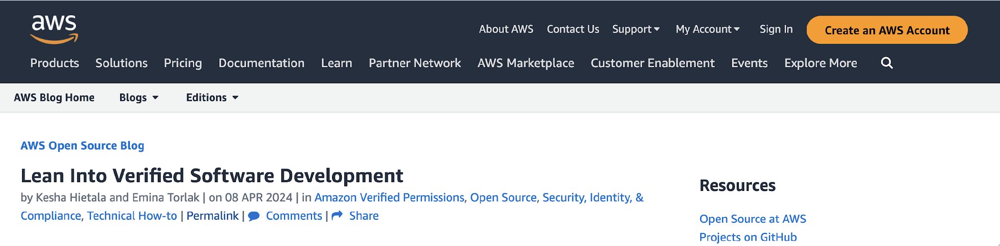 aws
About AWS Contact Us Support My Account Sign In Create an AWS Account
Products Solutions Pricing Documentation Learn Partner Network AWS Marketplace Customer Enablement Events Explore More
AWS Blog Home Blogs Editions
AWS Open Source Blog
Lean Into Verified Software Development
by Kesha Hietala and Emina Torlak | on 08 APR 2024 | in Amazon Verified Permissions, Open Source, Security, Identity, &
Compliance, Technical How-to | Permalink | Comments | Share
Resources
Open Source at AWS
Projects on GitHub